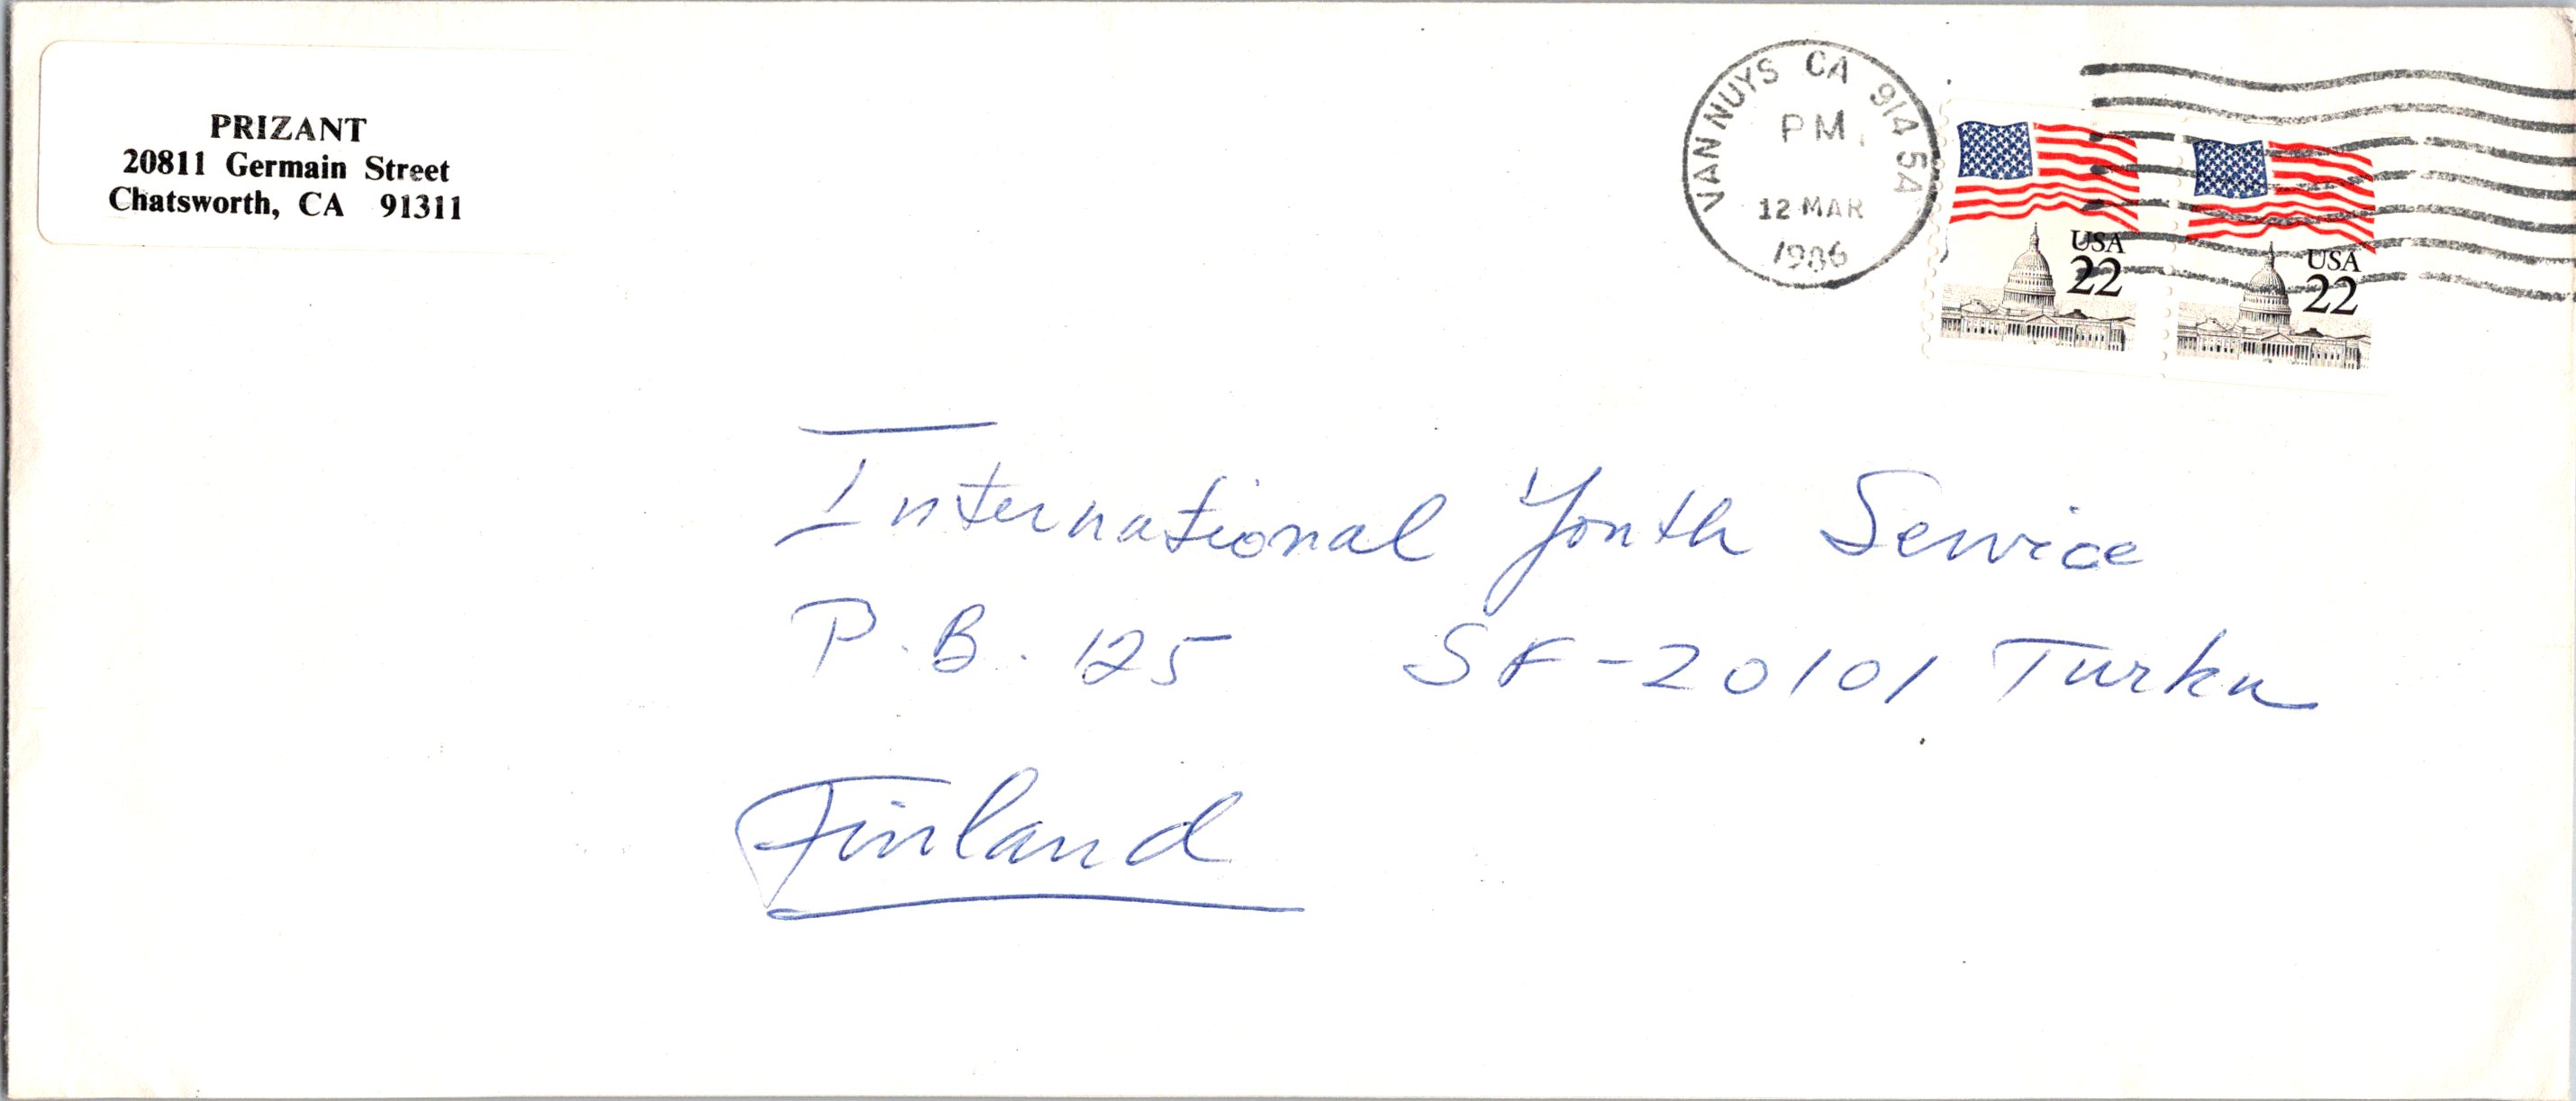 PRIZANT
20811 Germain Street
Chatsworth, CA 91311
VAN NUYS CA 914 5A
PM
12 MAR
1986
USA
22
USA
22
International Youth Service
P.B. 125 SF-20101 Turku
Finland